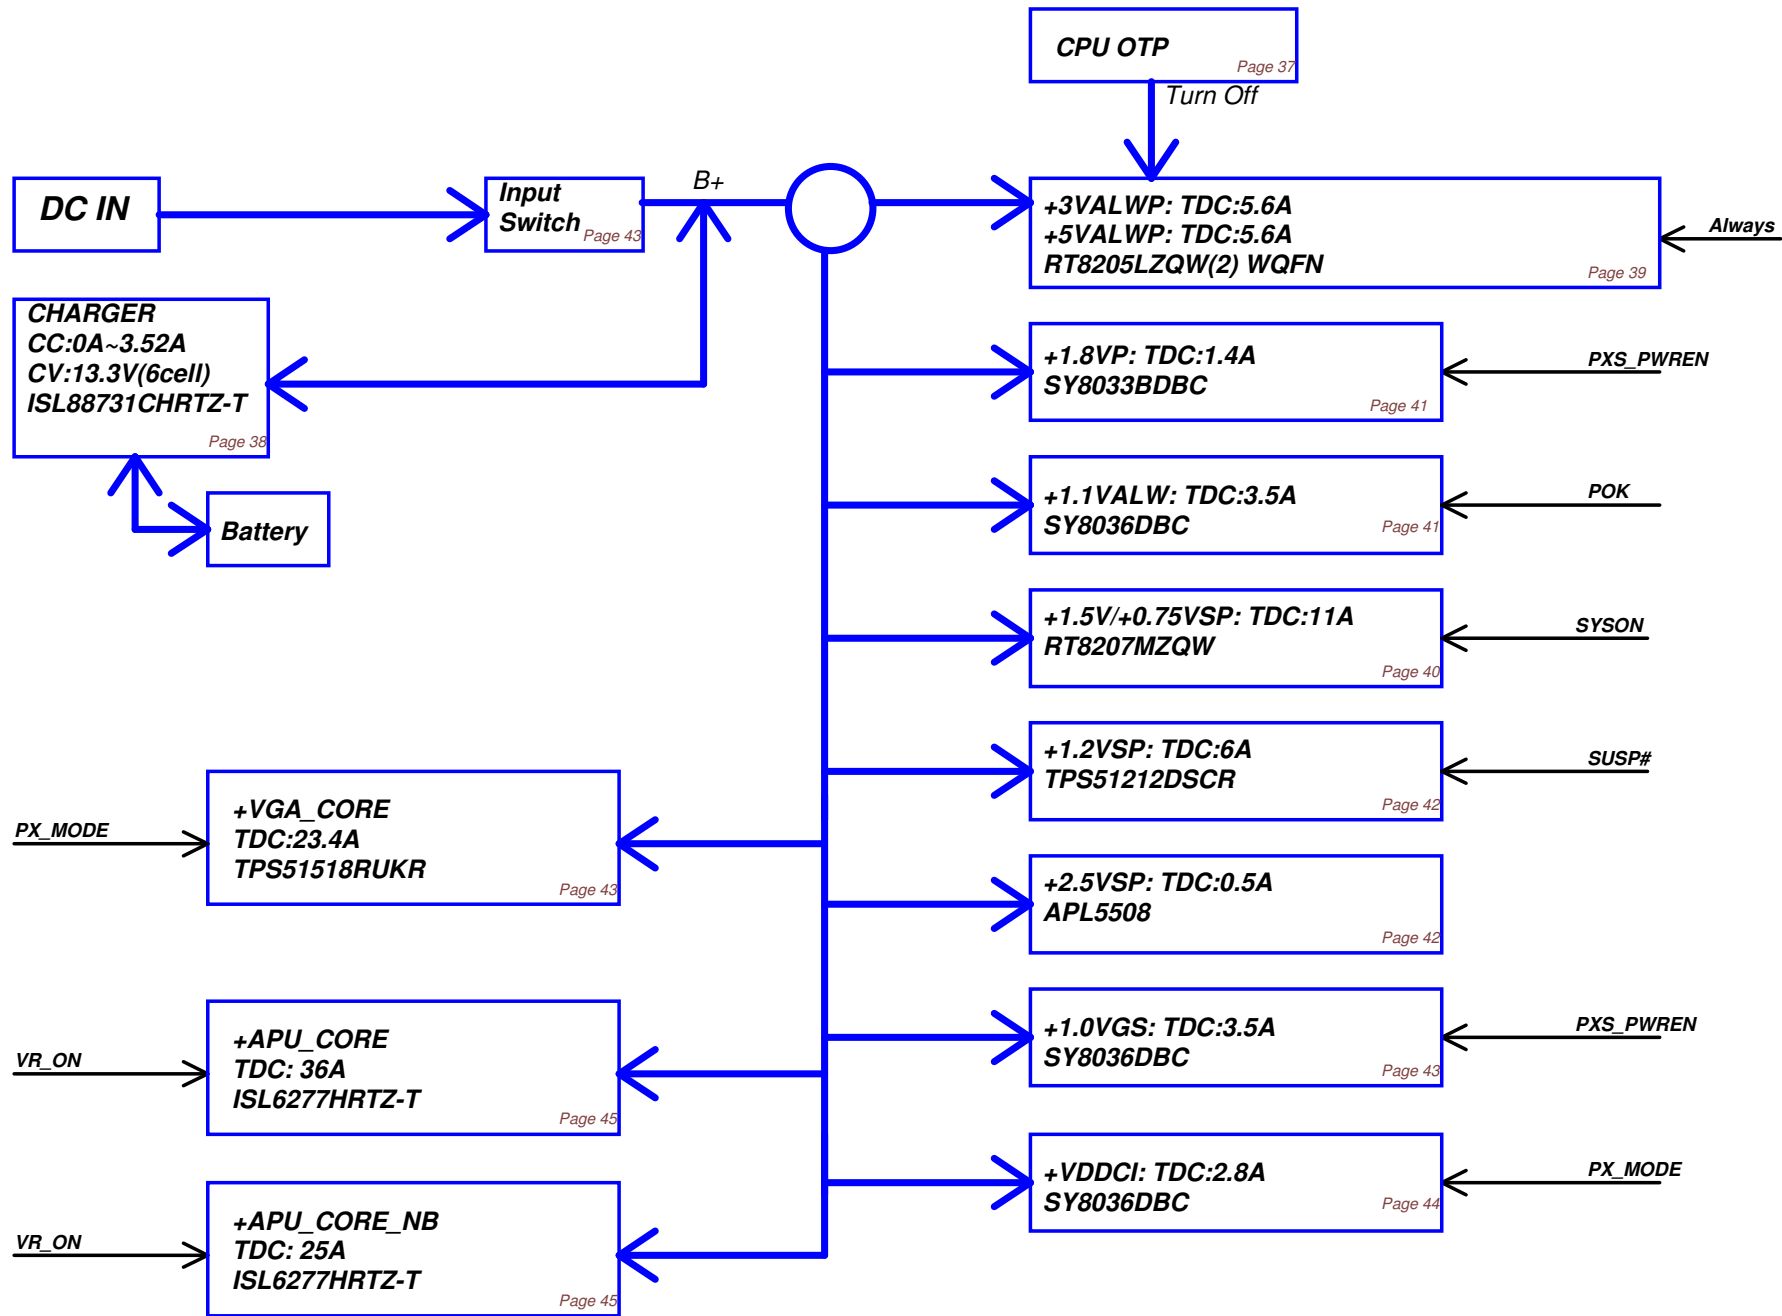 CPU OTP
Page 37
Turn Off
DC IN
Input
Switch
Page 43
B+
+3VALWP: TDC:5.6A
+5VALWP: TDC:5.6A
RT8205LZQW(2) WQFN
Page 39
Always
CHARGER
CC:0A~3.52A
CV:13.3V(6cell)
ISL88731CHRTZ-T
Page 38
Battery
+1.8VP: TDC:1.4A
SY8033BDBC
Page 41
PXS_PWREN
+1.1VALW: TDC:3.5A
SY8036DBC
Page 41
POK
+1.5V/+0.75VSP: TDC:11A
RT8207MZQW
Page 40
SYSON
+1.2VSP: TDC:6A
TPS51212DSCR
Page 42
SUSP#
PX_MODE
+VGA_CORE
TDC:23.4A
TPS51518RUKR
Page 43
+2.5VSP: TDC:0.5A
APL5508
Page 42
VR_ON
+APU_CORE
TDC: 36A
ISL6277HRTZ-T
Page 45
+1.0VGS: TDC:3.5A
SY8036DBC
Page 43
PXS_PWREN
+VDDCI: TDC:2.8A
SY8036DBC
Page 44
PX_MODE
VR_ON
+APU_CORE_NB
TDC: 25A
ISL6277HRTZ-T
Page 45